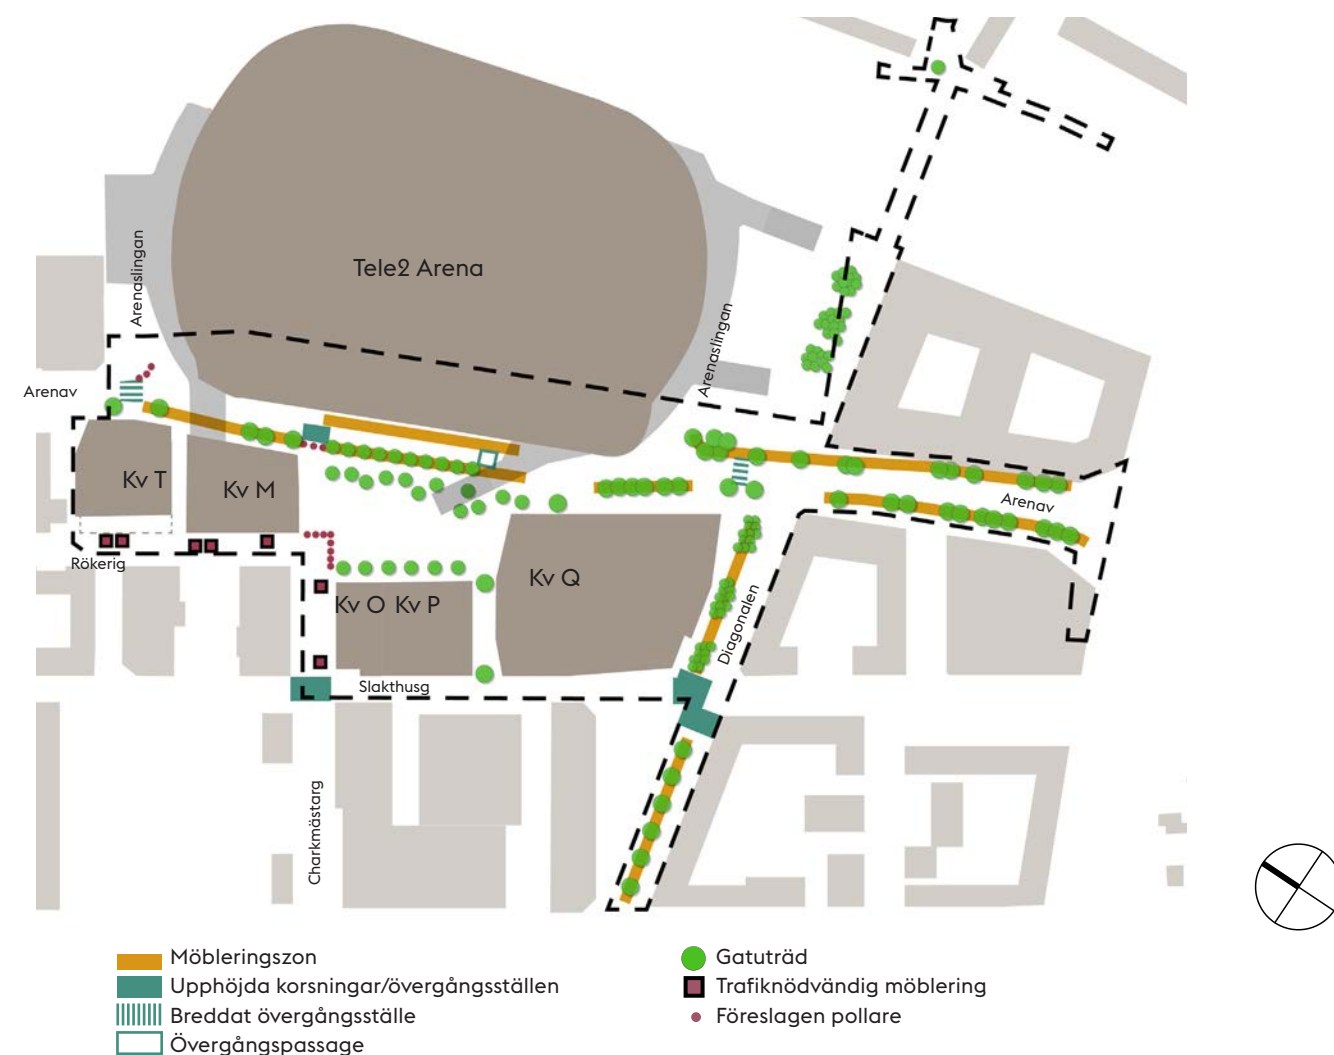 Tele2 Arena
Arenaslingan
Arenaslingan
Arenav
Kv T
Kv M
Arenav
Rökerig
Kv O Kv P
Kv Q
Diagonalen
Slakthusg
Charkmästarg
Möbleringszon
Upphöjda korsningar/övergångsställen
Breddat övergångsställe
Övergångspassage
Gatuträd
Trafiknödvändig möblering
Föreslagen pollare